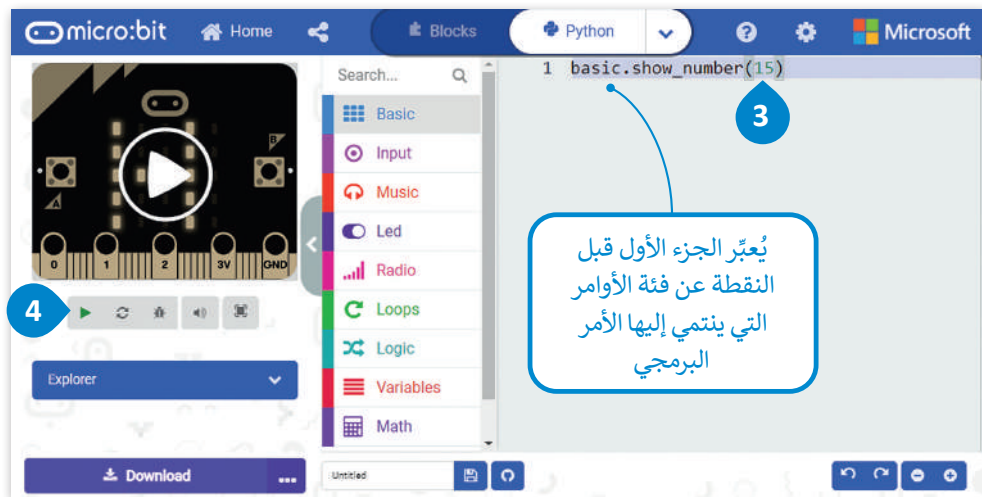 micro:bit Home Blocks Python Microsoft
Search...
Basic
Input
Music
Led
Radio
Loops
Logic
Variables
Math
1 basic.show_number(15)
3
يُعبِّر الجزء الأول قبل
النقطة عن فئة الأوامر
التي ينتمي إليها الأمر
البرمجي
B
A
0 1 2 3V GND
4
Explorer
Download ...
Untitled